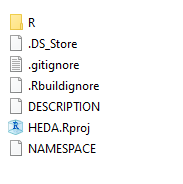 R
.DS_Store
.gitignore
.Rbuildignore
DESCRIPTION
HEDA.Rproj
NAMESPACE